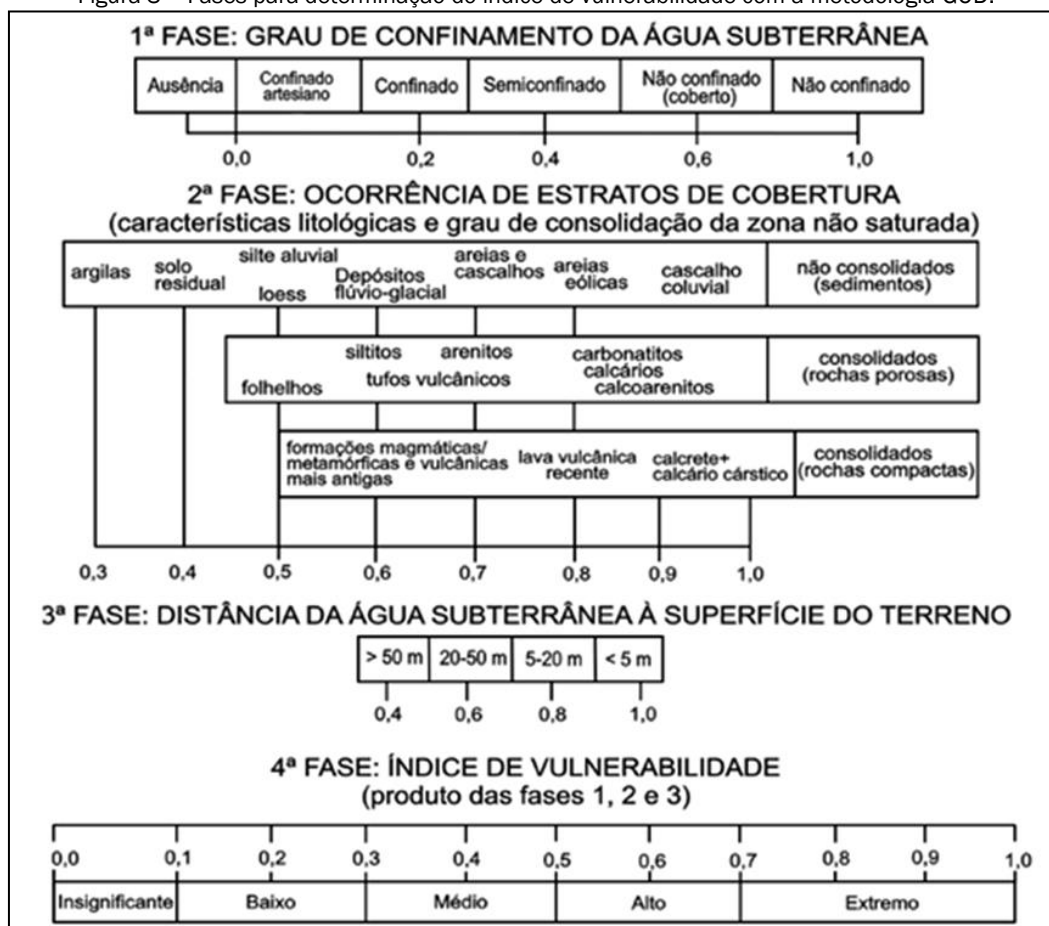 Figura 3 – Fases para determinação do índice de vulnerabilidade com a metodologia GOD.
1ª FASE: GRAU DE CONFINAMENTO DA ÁGUA SUBTERRÂNEA
Ausência
Confinado
artesiano
Confinado
Semiconfinado
Não confinado
(coberto)
Não confinado
0,0 0,2 0,4 0,6 1,0
2ª FASE: OCORRÊNCIA DE ESTRATOS DE COBERTURA
(características litológicas e grau de consolidação da zona não saturada)
argilas
solo
residual
silte aluvial
loess
Depósitos
flúvio-glacial
areias e
cascalhos
areias
eólicas
cascalho
coluvial
não consolidados
(sedimentos)
folhelhos
siltitos
arenitos
tufos vulcânicos
carbonatitos
calcários
calcoarenitos
consolidados
(rochas porosas)
formações magmáticas/
metamórficas e vulcânicas
mais antigas
lava vulcânica
recente
calcrete+
calcário cárstico
consolidados
(rochas compactas)
0,3 0,4 0,5 0,6 0,7 0,8 0,9 1,0
3ª FASE: DISTÂNCIA DA ÁGUA SUBTERRÂNEA À SUPERFÍCIE DO TERRENO
> 50 m 20-50 m 5-20 m < 5 m
0,4 0,6 0,8 1,0
4ª FASE: ÍNDICE DE VULNERABILIDADE
(produto das fases 1, 2 e 3)
0,0 0,1 0,2 0,3 0,4 0,5 0,6 0,7 0,8 0,9 1,0
Insignificante Baixo Médio Alto Extremo